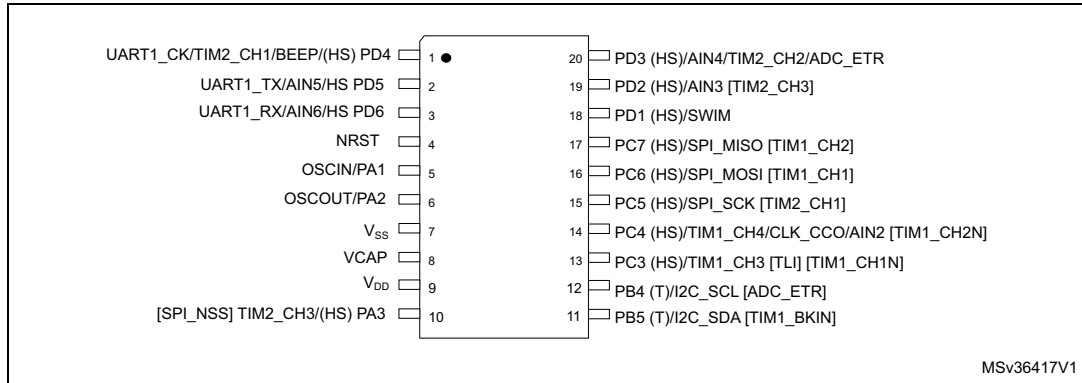 UART1_CK/TIM2_CH1/BEEP/(HS) PD4 1 20 PD3 (HS)/AIN4/TIM2_CH2/ADC_ETR
UART1_TX/AIN5/HS PD5 2 19 PD2 (HS)/AIN3 [TIM2_CH3]
UART1_RX/AIN6/HS PD6 3 18 PD1 (HS)/SWIM
NRST 4 17 PC7 (HS)/SPI_MISO [TIM1_CH2]
OSCIN/PA1 5 16 PC6 (HS)/SPI_MOSI [TIM1_CH1]
OSCOUT/PA2 6 15 PC5 (HS)/SPI_SCK [TIM2_CH1]
VSS 7 14 PC4 (HS)/TIM1_CH4/CLK_CCO/AIN2 [TIM1_CH2N]
VCAP 8 13 PC3 (HS)/TIM1_CH3 [TLI] [TIM1_CH1N]
VDD 9 12 PB4 (T)/I2C_SCL [ADC_ETR]
[SPI_NSS] TIM2_CH3/(HS) PA3 10 11 PB5 (T)/I2C_SDA [TIM1_BKIN]
MSv36417V1